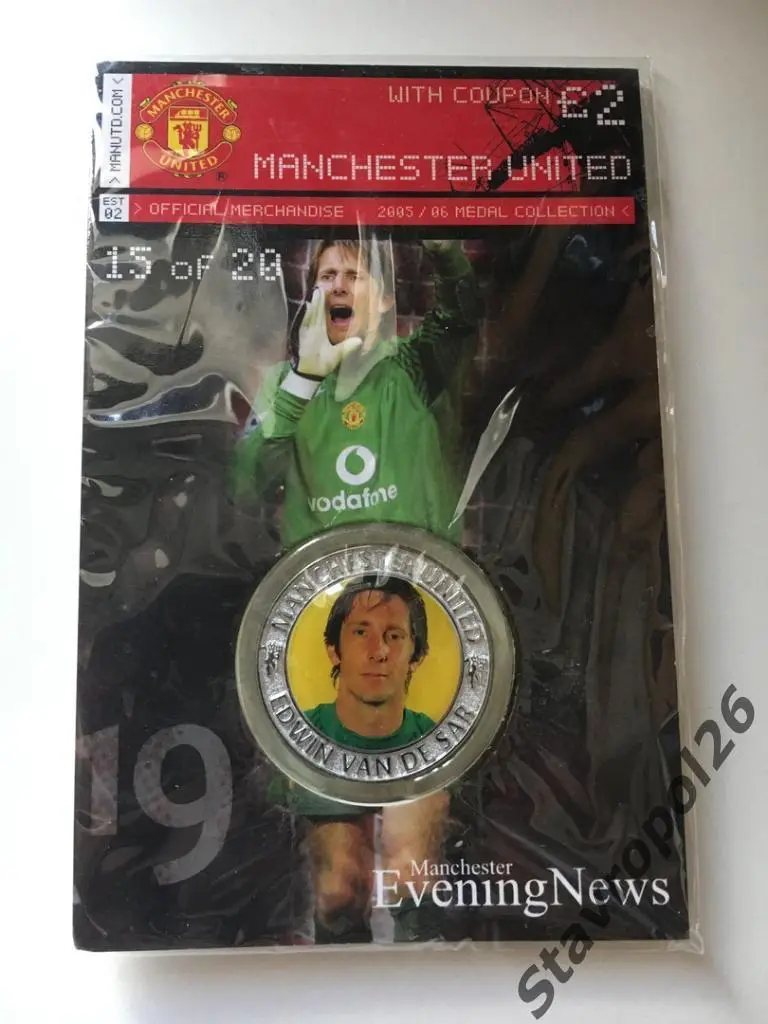 > MANUTD.COM <
MANCHESTER
UNITED
®
WITH COUPON £2
MANCHESTER UNITED
EST
02
> OFFICIAL MERCHANDISE 2005/06 MEDAL COLLECTION <
15 OF 20
vodafone
MANCHESTER UNITED
EDWIN VAN DE SAR
19
Manchester
EveningNews
Stavropol26